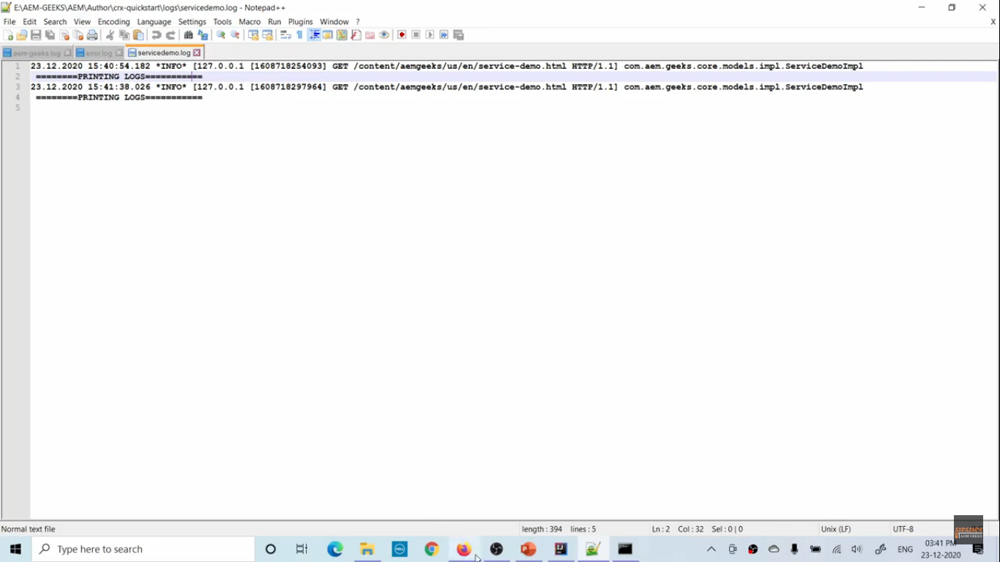 E:\AEM-GEEKS\AEM\Author\crx-quickstart\logs\servicedemo.log - Notepad++
File Edit Search View Encoding Language Settings Tools Macro Run Plugins Window ? X
aem-geeks.log error.log servicedemo.log
1 23.12.2020 15:40:54.182 *INFO* [127.0.0.1 [1608718254093] GET /content/aemgeeks/us/en/service-demo.html HTTP/1.1] com.aem.geeks.core.models.impl.ServiceDemoImpl
2 ========PRINTING LOGS===========
3 23.12.2020 15:41:38.026 *INFO* [127.0.0.1 [1608718297964] GET /content/aemgeeks/us/en/service-demo.html HTTP/1.1] com.aem.geeks.core.models.impl.ServiceDemoImpl
4 ========PRINTING LOGS===========
5
Normal text file length : 394 lines : 5 Ln : 2 Col : 32 Sel : 0 | 0 Unix (LF) UTF-8
AEM GEEKS
Type here to search DELL ENG 03:41 PM
23-12-2020